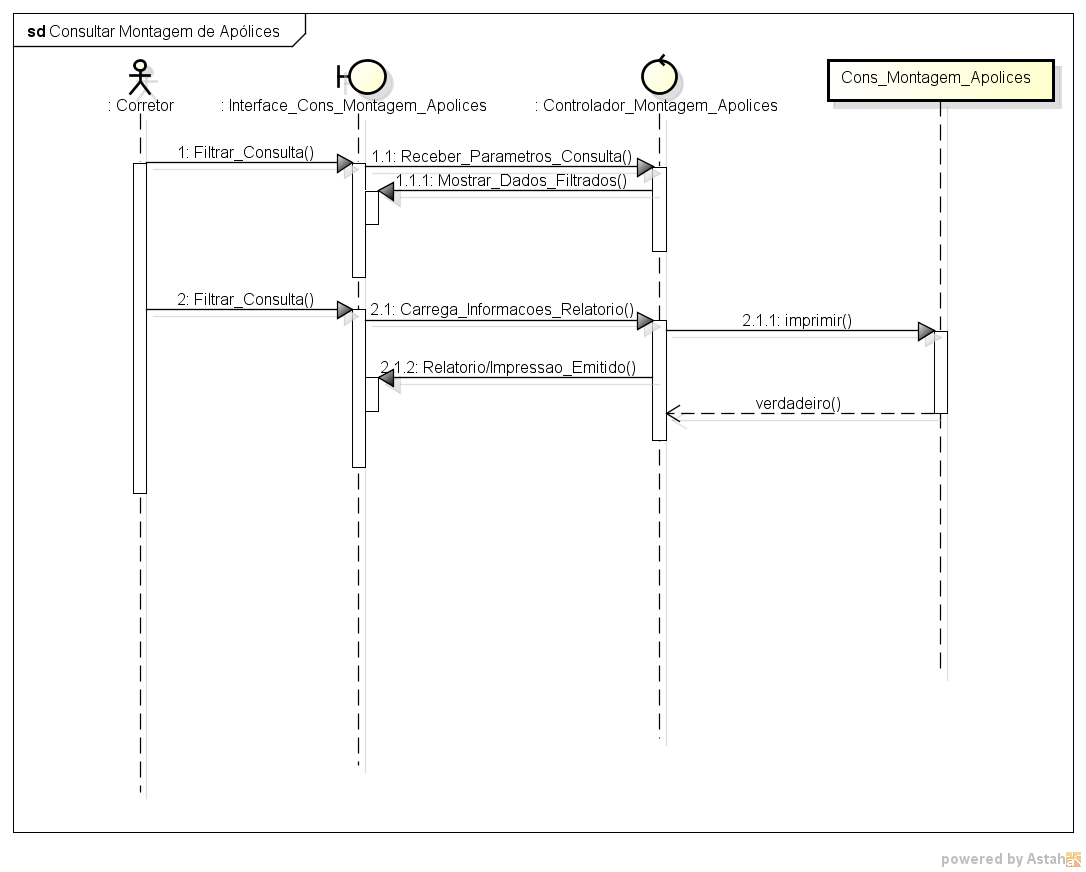 sd Consultar Montagem de Apólices
: Corretor
: Interface_Cons_Montagem_Apolices
: Controlador_Montagem_Apolices
Cons_Montagem_Apolices
1: Filtrar_Consulta()
1.1: Receber_Parametros_Consulta()
1.1.1: Mostrar_Dados_Filtrados()
2: Filtrar_Consulta()
2.1: Carrega_Informacoes_Relatorio()
2.1.1: imprimir()
2.1.2: Relatorio/Impressao_Emitido()
verdadeiro()
powered by Astah